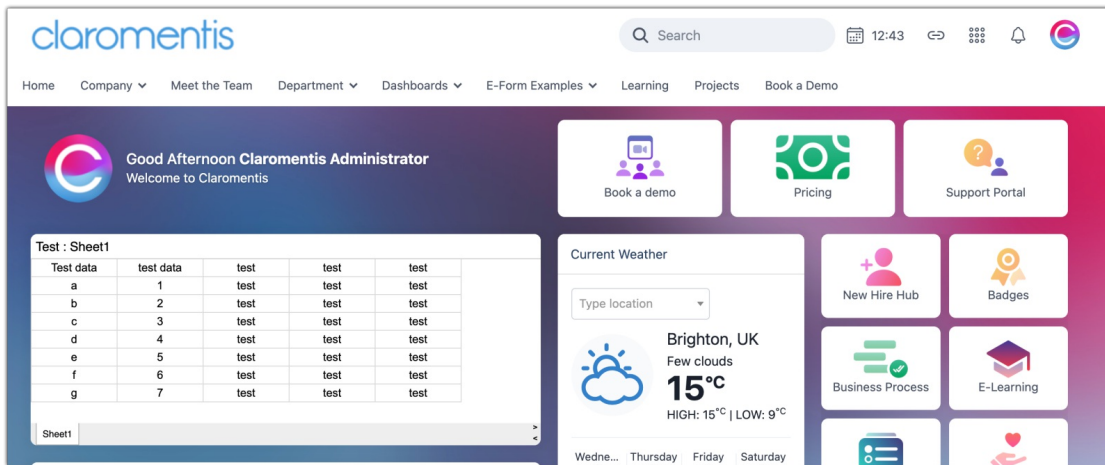 claromentis
Search
12:43
Home Company Meet the Team Department Dashboards E-Form Examples Learning Projects Book a Demo
Good Afternoon Claromentis Administrator
Welcome to Claromentis
Book a demo
Pricing
Support Portal
Test : Sheet1
Test data test data test test test
a 1 test test test
b 2 test test test
c 3 test test test
d 4 test test test
e 5 test test test
f 6 test test test
g 7 test test test
Sheet1
Current Weather
Type location
Brighton, UK
Few clouds
15°C
HIGH: 15°C | LOW: 9°C
Wedne... Thursday Friday Saturday
New Hire Hub
Badges
Business Process
E-Learning